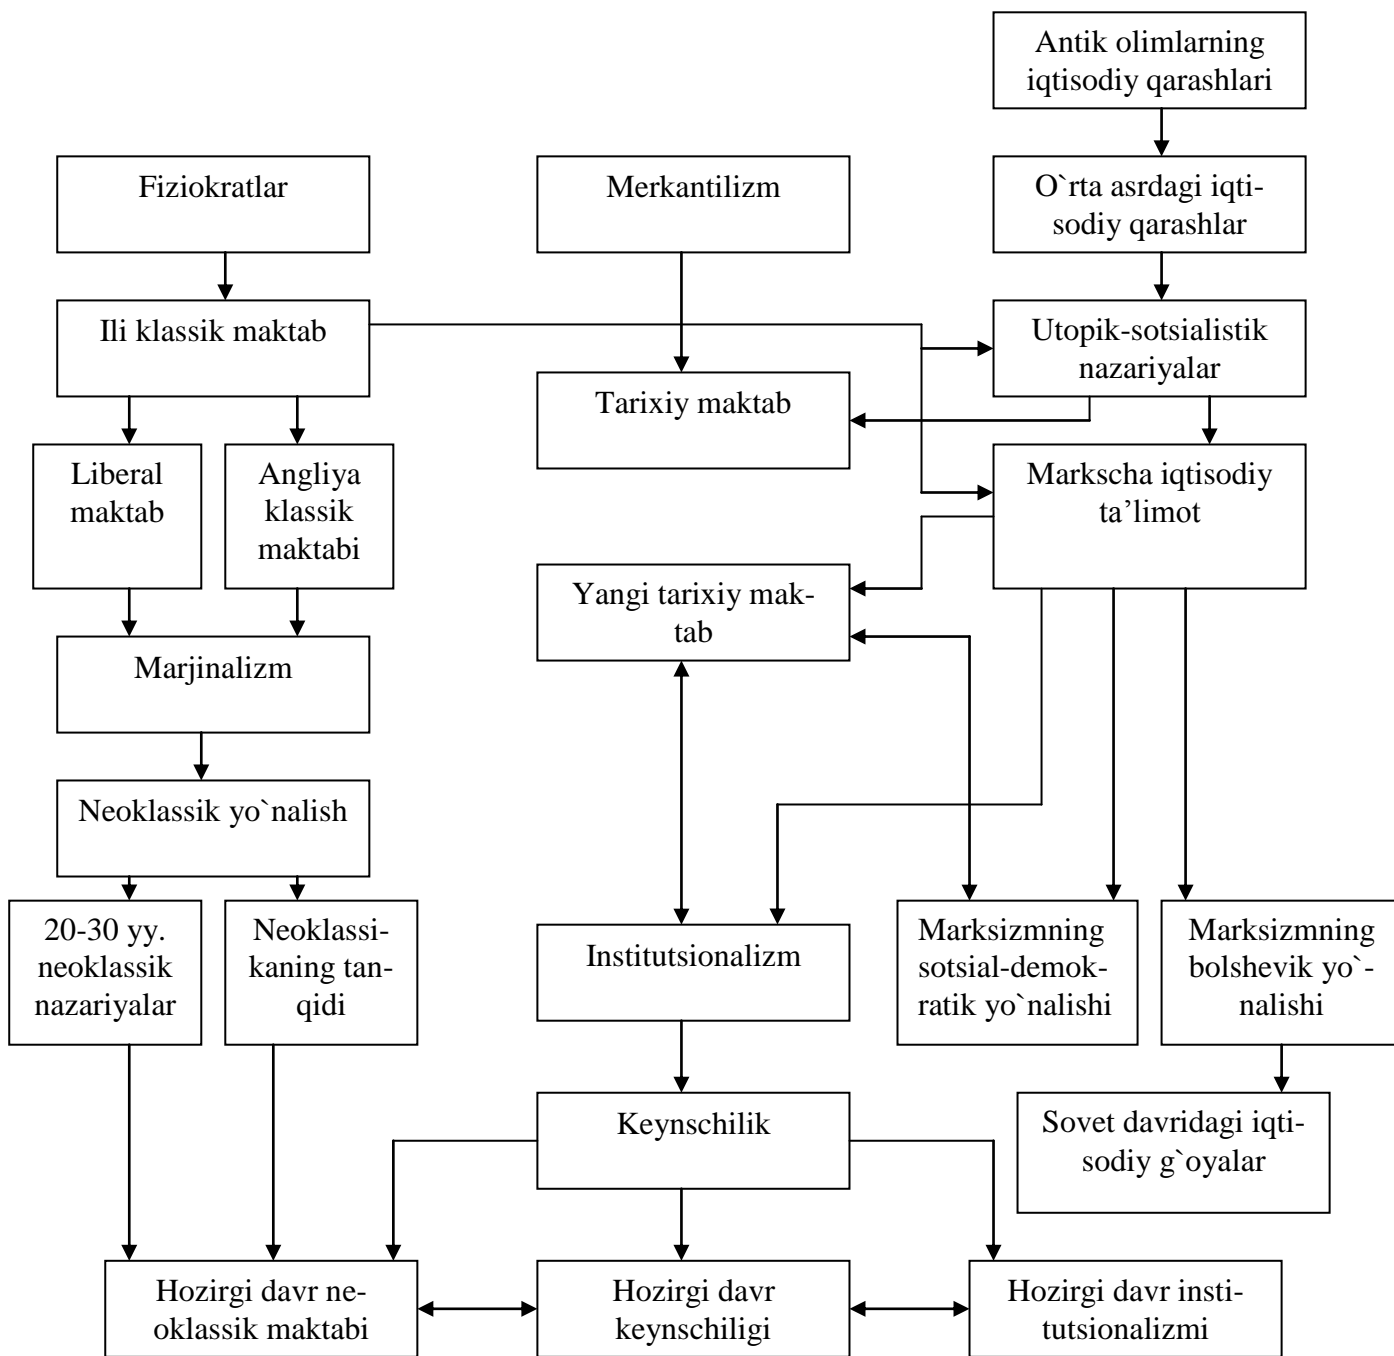 Antik olimlarning
iqtisodiy qarashlari
Fiziokratlar
Merkantilizm
O`rta asrdagi iqti-
sodiy qarashlar
Ili klassik maktab
Utopik-sotsialistik
nazariyalar
Tarixiy maktab
Liberal
maktab
Angliya
klassik
maktabi
Markscha iqtisodiy
ta’limot
Yangi tarixiy mak-
tab
Marjinalizm
Neoklassik yo`nalish
20-30 yy.
neoklassik
nazariyalar
Neoklassi-
kaning tan-
qidi
Institutsionalizm
Marksizmning
sotsial-demok-
ratik yo`nalishi
Marksizmning
bolshevik yo`-
nalishi
Keynschilik
Sovet davridagi iqti-
sodiy g`oyalar
Hozirgi davr ne-
oklassik maktabi
Hozirgi davr
keynschiligi
Hozirgi davr insti-
tutsionalizmi